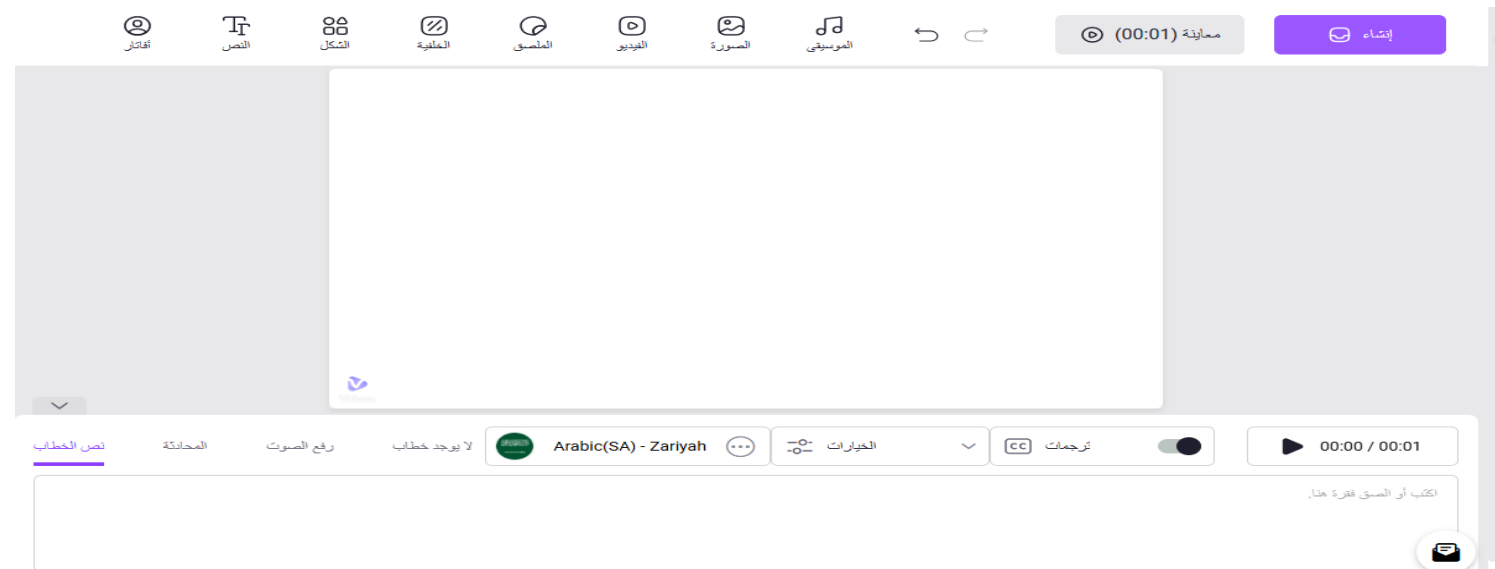 أفاتار
النص
الشكل
الخلفية
الملصق
الفيديو
الصورة
الموسيقى
معاينة (00:01)
إنشاء
نص الخطاب
المحادثة
رفع الصوت
لا يوجد خطاب
Arabic(SA) - Zariyah
الخيارات
CC
ترجمات
00:00 / 00:01
اكتب أو الصق فقرة هنا.